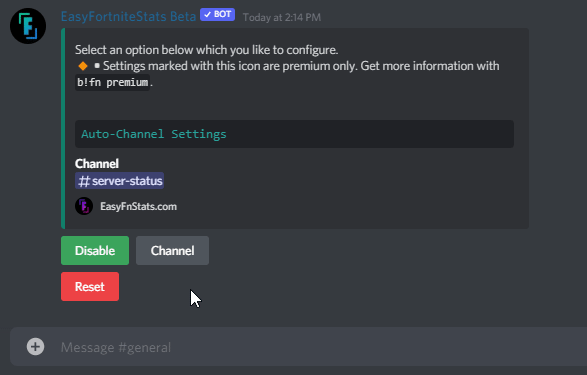 EasyFortniteStats Beta ✓ BOT Today at 2:14 PM
Select an option below which you like to configure.
🔸▪Settings marked with this icon are premium only. Get more information with
b!fn premium.
Auto-Channel Settings
Channel
#server-status
EasyFnStats.com
Disable Channel
Reset
Message #general